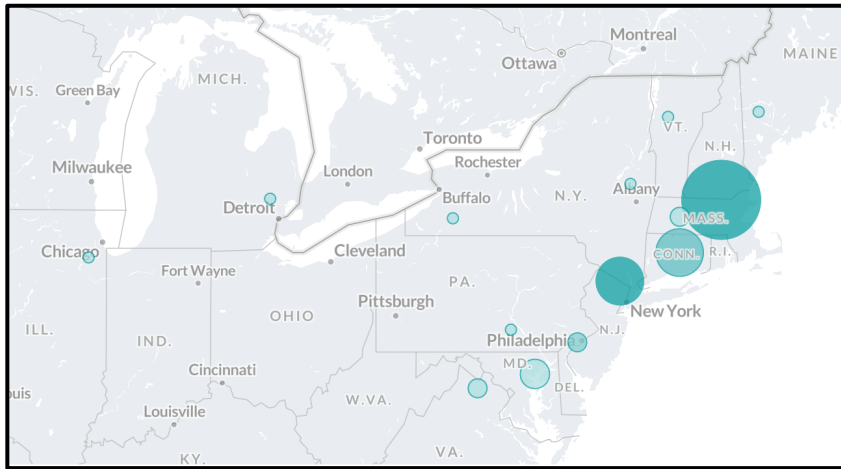 Montreal
Ottawa
MAINE
MICH.
WIS.
Green Bay
VT.
Toronto
N.H.
London
Rochester
Milwaukee
Buffalo
N.Y.
Albany
Detroit
MASS.
Chicago
Cleveland
CONN.
R.I.
Fort Wayne
PA.
Pittsburgh
New York
OHIO
ILL.
IND.
Philadelphia
N.J.
MD.
Cincinnati
DEL.
ouis
W.VA.
Louisville
VA.
KY.